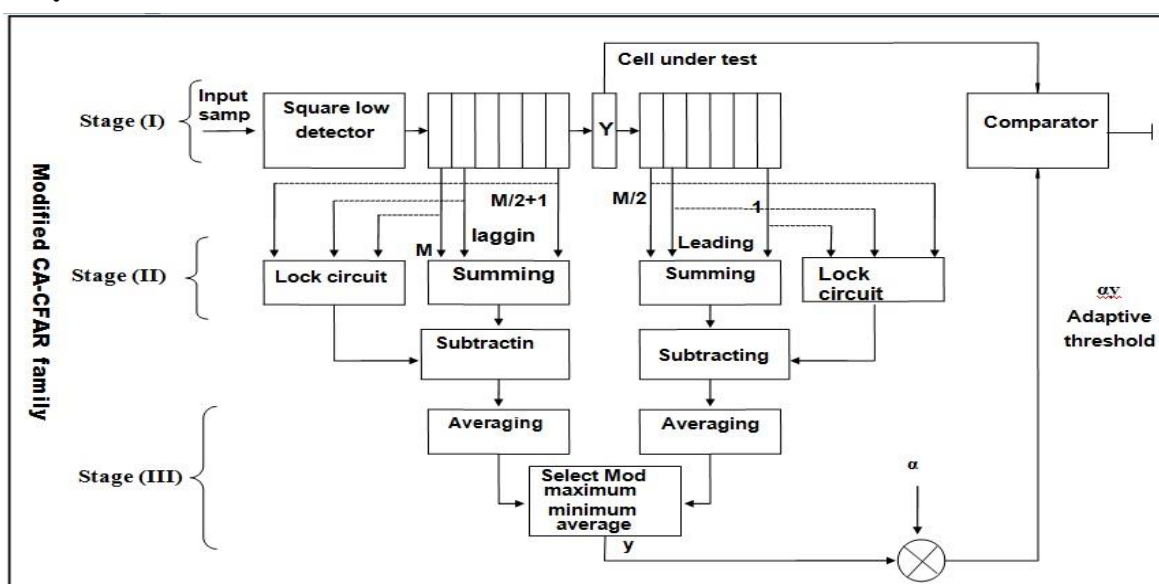 Modified CA-CFAR family
Stage (I)
Input
samp
Square low
detector
Y
Cell under test
Comparator
M/2+1
M
laggin
M/2
1
Leading
Stage (II)
Lock circuit
Summing
Summing
Lock
circuit
Subtractin
Subtracting
αy
Adaptive
threshold
Stage (III)
Averaging
Averaging
Select Mod
maximum
minimum
average
y
α